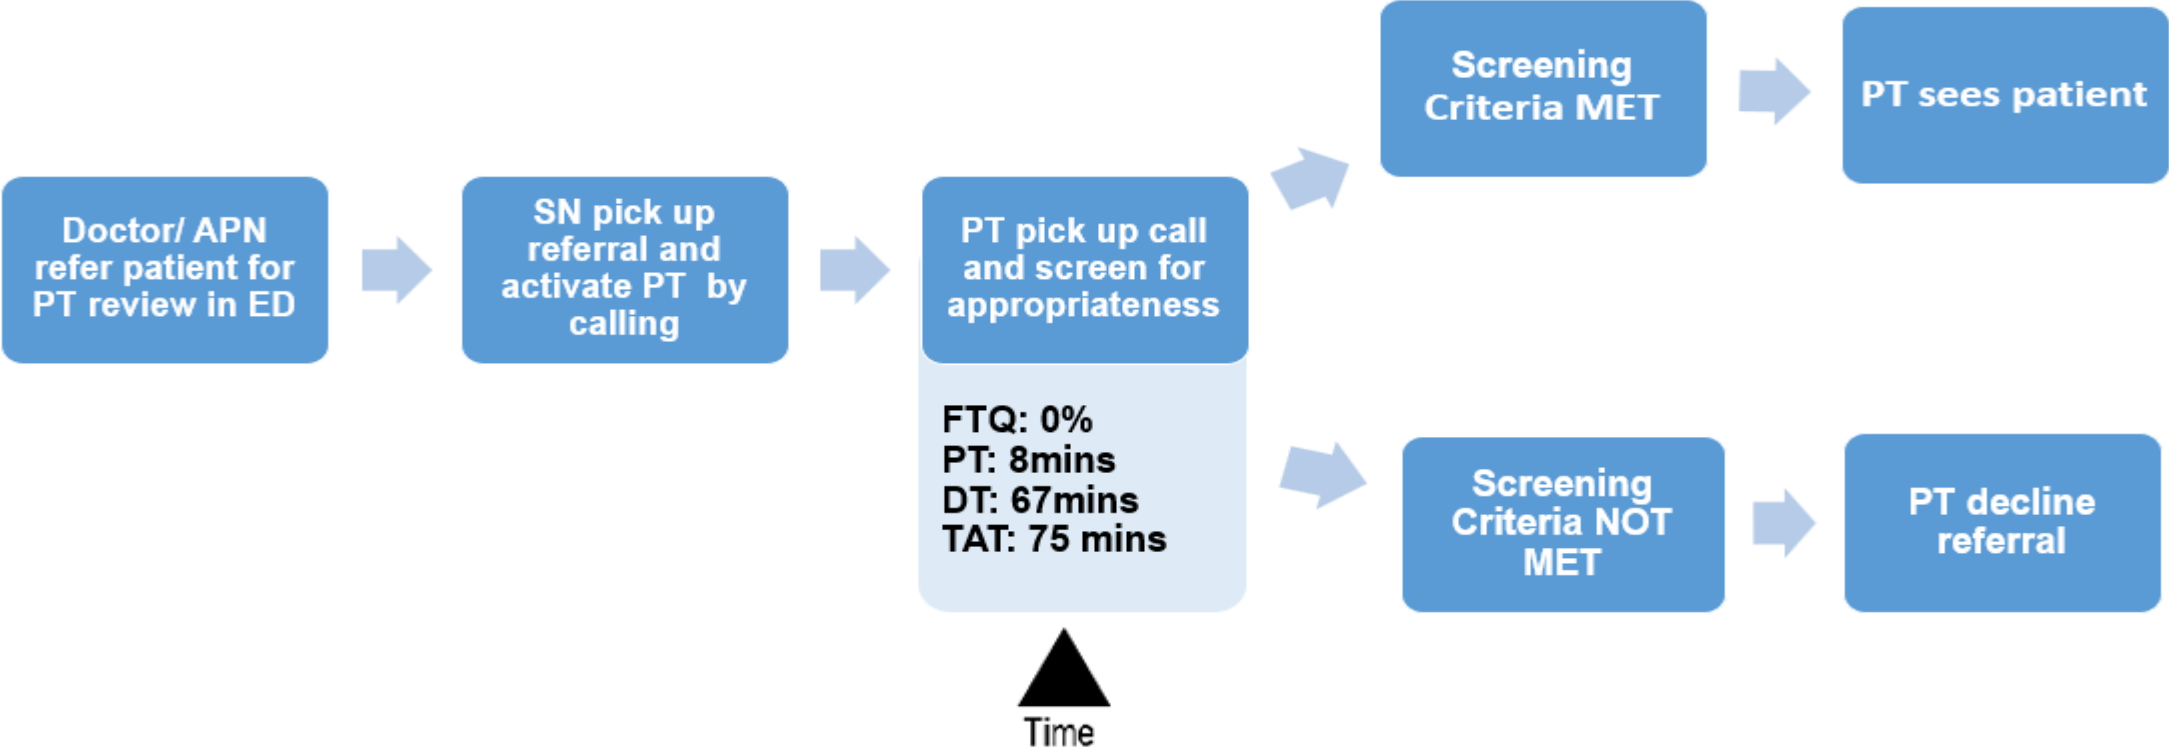 Doctor/ APN
refer patient for
PT review in ED
SN pick up
referral and
activate PT  by
calling
PT pick up call
and screen for
appropriateness
FTQ: 0%
PT: 8mins
DT: 67mins
TAT: 75 mins
Time
Screening
Criteria MET
PT sees patient
Screening
Criteria NOT
MET
PT decline
referral